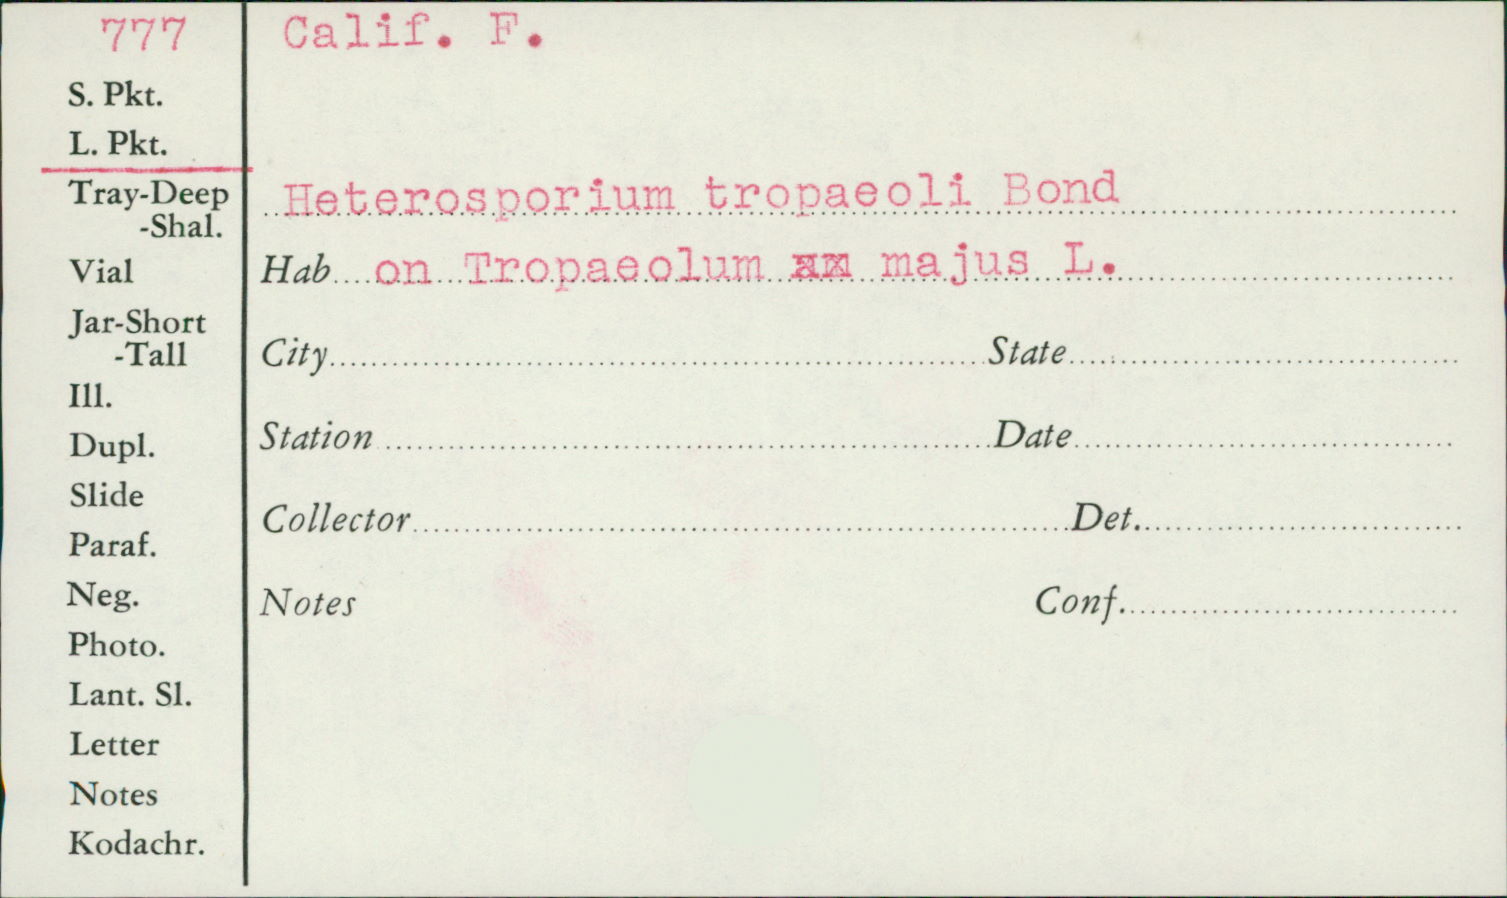 777
Calif. F.
S. Pkt.
L. Pkt.
Tray-Deep
-Shal.
Heterosporium tropaeoli Bond
Vial
Hab....on Tropaeolum majus L.
Jar-Short
-Tall
City
State
Ill.
Dupl.
Station
Date
Slide
Collector
Det.
Paraf.
Neg.
Notes
Conf.
Photo.
Lant. Sl.
Letter
Notes
Kodachr.